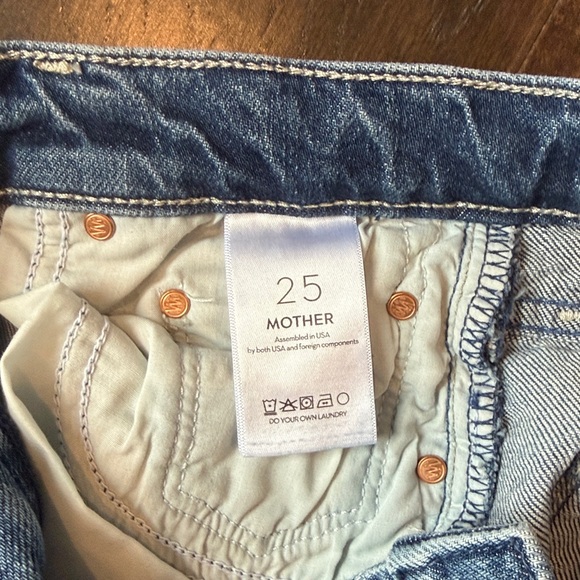 25
MOTHER
Assembled in USA
by both USA and foreign components
DO YOUR OWN LAUNDRY